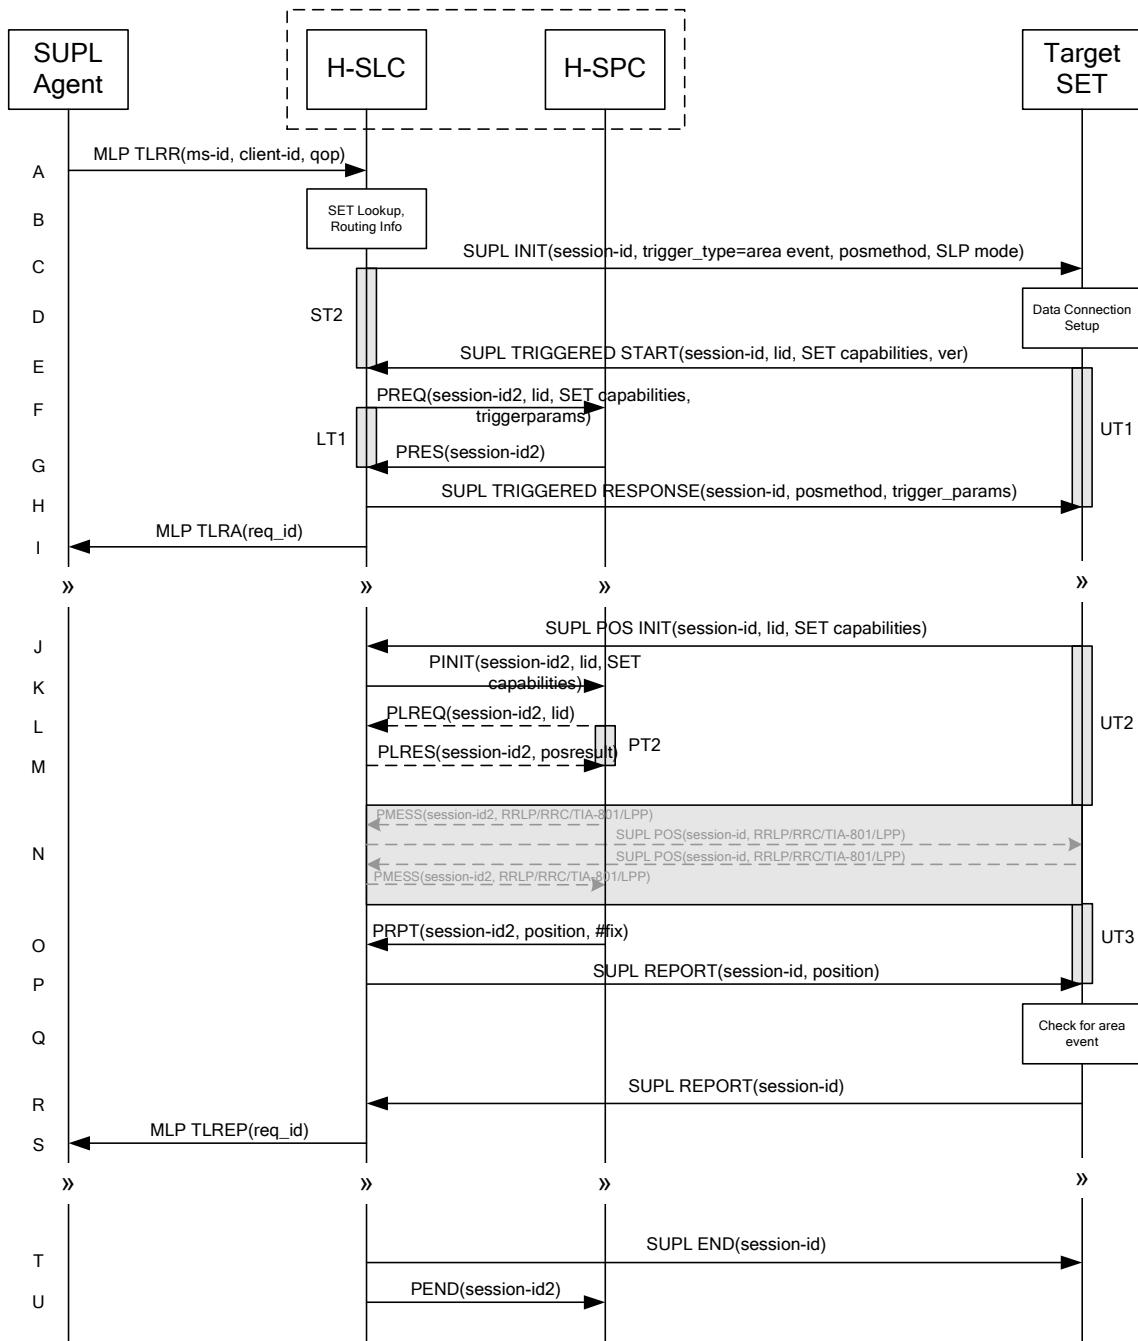 SUPL
Agent
H-SLC
H-SPC
Target
SET
A
MLP TLRR(ms-id, client-id, qop)
B
SET Lookup,
Routing Info
C
SUPL INIT(session-id, trigger_type=area event, posmethod, SLP mode)
D
ST2
Data Connection
Setup
E
SUPL TRIGGERED START(session-id, lid, SET capabilities, ver)
F
PREQ(session-id2, lid, SET capabilities,
triggerparams)
LT1
UT1
G
PRES(session-id2)
H
SUPL TRIGGERED RESPONSE(session-id, posmethod, trigger_params)
I
MLP TLRA(req_id)
»
»
»
»
J
SUPL POS INIT(session-id, lid, SET capabilities)
K
PINIT(session-id2, lid, SET
capabilities)
L
PLREQ(session-id2, lid)
UT2
M
PLRES(session-id2, posresult)
PT2
N
PMESS(session-id2, RRLP/RRC/TIA-801/LPP)
SUPL POS(session-id, RRLP/RRC/TIA-801/LPP)
SUPL POS(session-id, RRLP/RRC/TIA-801/LPP)
PMESS(session-id2, RRLP/RRC/TIA-801/LPP)
O
PRPT(session-id2, position, #fix)
UT3
P
SUPL REPORT(session-id, position)
Q
Check for area
event
R
SUPL REPORT(session-id)
S
MLP TLREP(req_id)
»
»
»
»
T
SUPL END(session-id)
U
PEND(session-id2)